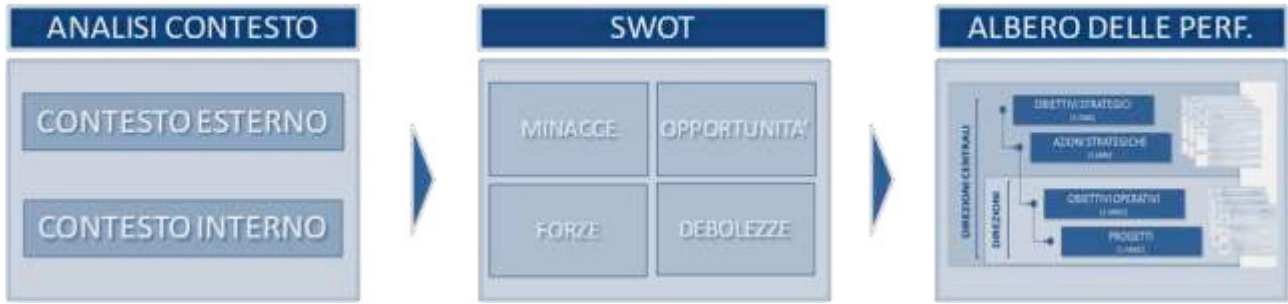 ANALISI CONTESTO
CONTESTO ESTERNO
CONTESTO INTERNO
SWOT
MINACCE
OPPORTUNITA'
FORZE
DEBOLEZZE
ALBERO DELLE PERF.
DIREZIONI CENTRALI
OBIETTIVI STRATEGICI
AZIONI STRATEGICHE
DIREZIONI
OBIETTIVI OPERATIVI
PROGETTI